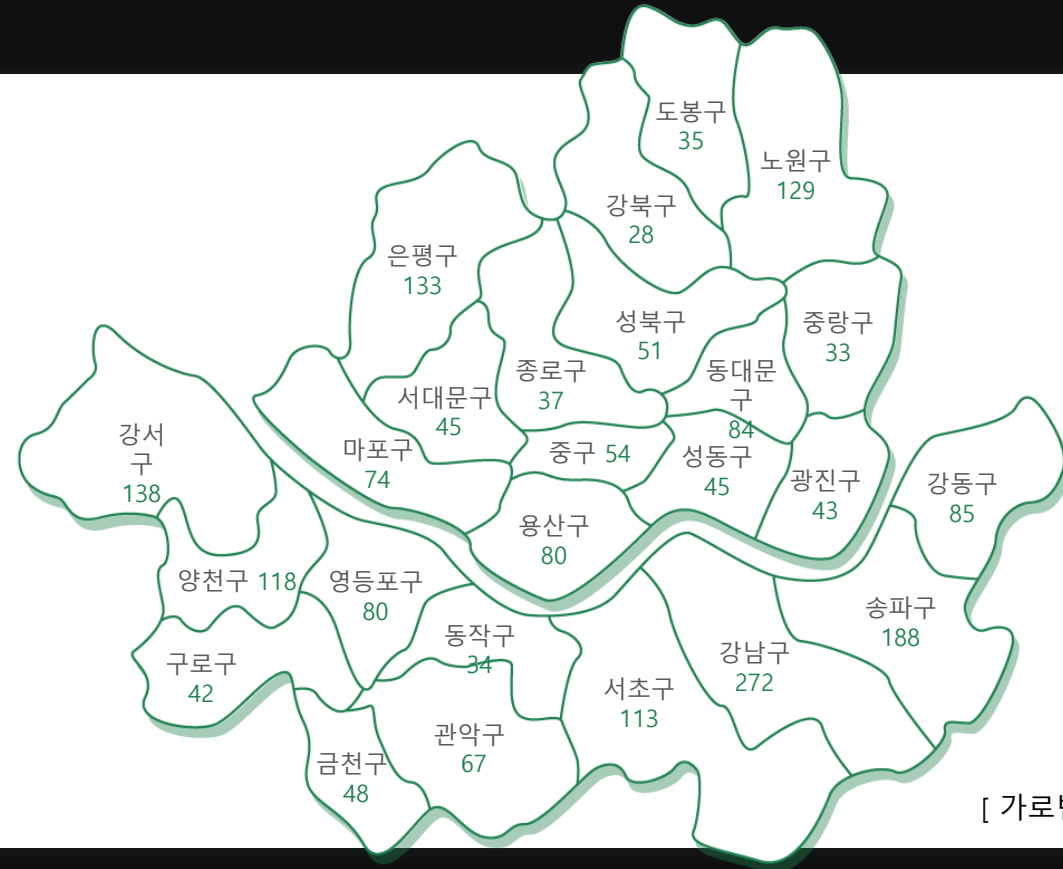 도봉구
35
노원구
129
강북구
28
은평구
133
성북구
51
중랑구
33
동대문
구
84
종로구
37
서대문구
45
마포구
74
중구 54
성동구
45
광진구
43
강동구
85
강서
구
138
용산구
80
양천구 118
영등포구
80
송파구
188
동작구
34
강남구
272
구로구
42
서초구
113
관악구
67
금천구
48
[ 가로